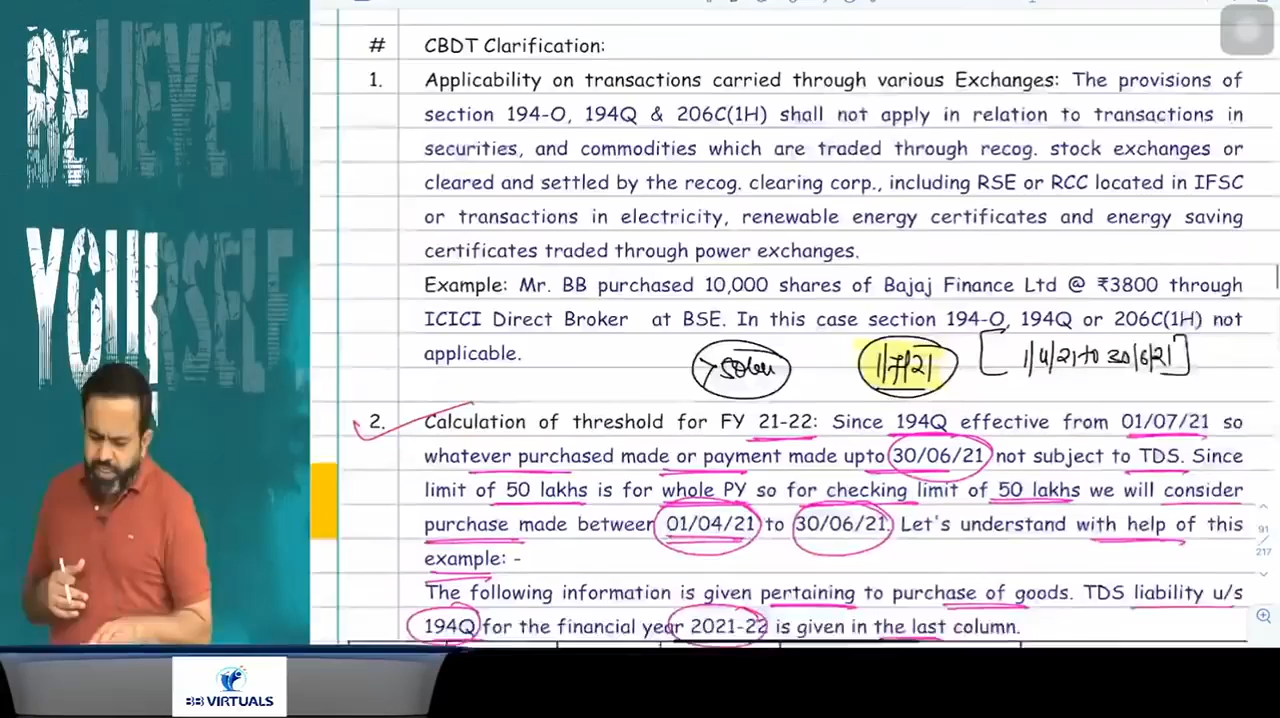 BELIEVE IN
YOURSELF
# CBDT Clarification:
1. Applicability on transactions carried through various Exchanges: The provisions of
section 194-O, 194Q & 206C(1H) shall not apply in relation to transactions in
securities, and commodities which are traded through recog. stock exchanges or
cleared and settled by the recog. clearing corp., including RSE or RCC located in IFSC
or transactions in electricity, renewable energy certificates and energy saving
certificates traded through power exchanges.
Example: Mr. BB purchased 10,000 shares of Bajaj Finance Ltd @ ₹3800 through
ICICI Direct Broker at BSE. In this case section 194-O, 194Q or 206C(1H) not
applicable.
1/7/21 [1/4/21 to 30/6/21]
2. Calculation of threshold for FY 21-22: Since 194Q effective from 01/07/21 so
whatever purchased made or payment made upto 30/06/21 not subject to TDS. Since
limit of 50 lakhs is for whole PY so for checking limit of 50 lakhs we will consider
purchase made between 01/04/21 to 30/06/21. Let's understand with help of this
example: -
The following information is given pertaining to purchase of goods. TDS liability u/s
194Q for the financial year 2021-22 is given in the last column.
91
/
217
BB VIRTUALS